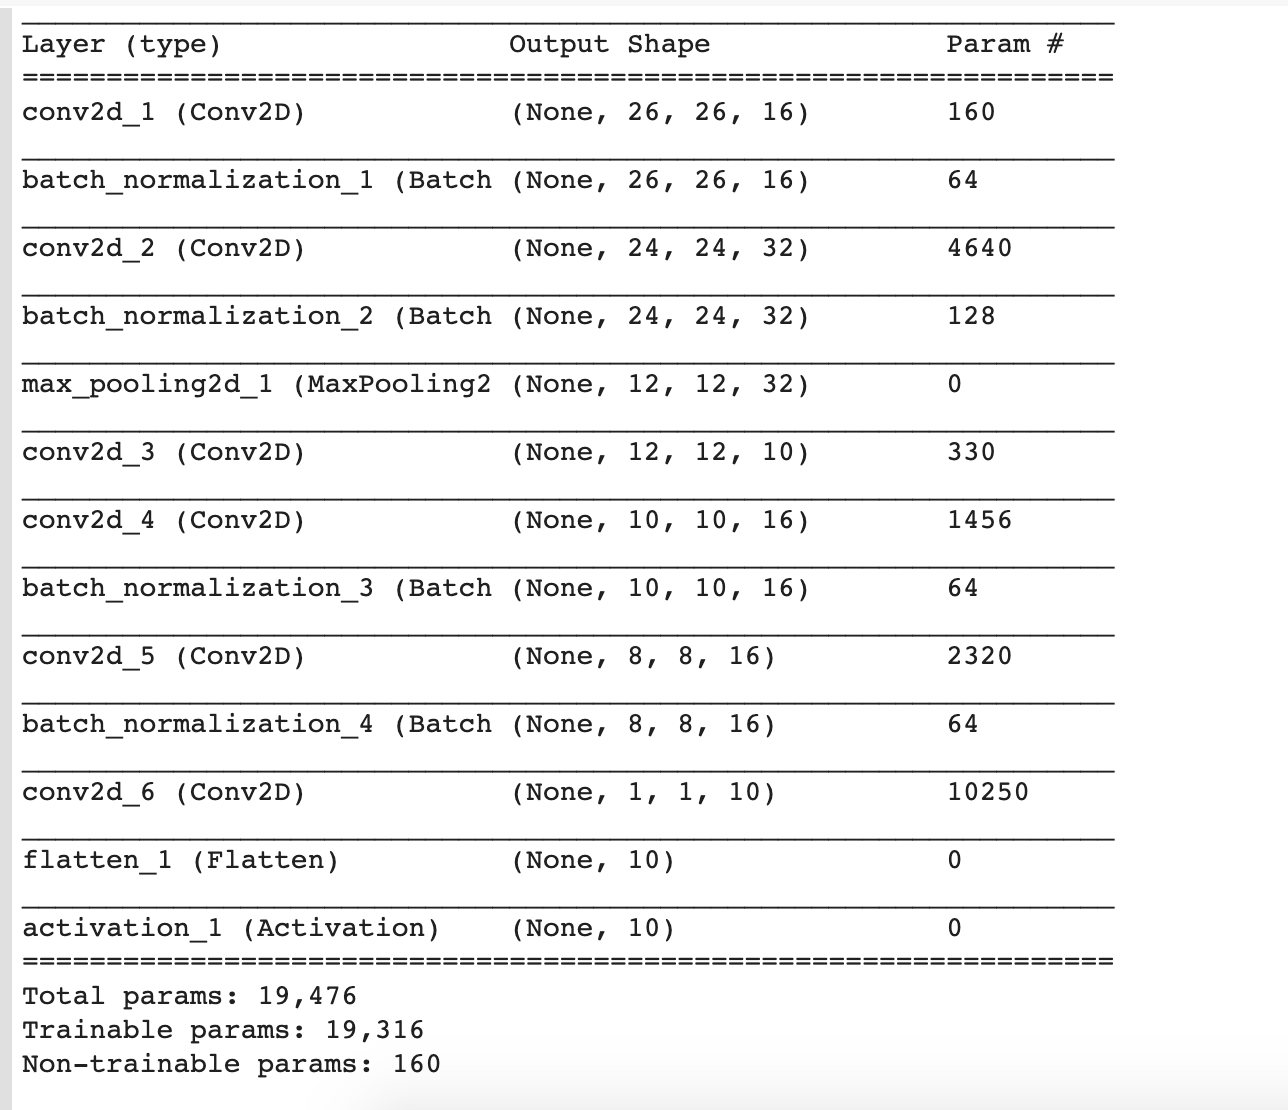 Layer (type) Output Shape Param #
=================================================================
conv2d_1 (Conv2D) (None, 26, 26, 16) 160
batch_normalization_1 (Batch (None, 26, 26, 16) 64
conv2d_2 (Conv2D) (None, 24, 24, 32) 4640
batch_normalization_2 (Batch (None, 24, 24, 32) 128
max_pooling2d_1 (MaxPooling2 (None, 12, 12, 32) 0
conv2d_3 (Conv2D) (None, 12, 12, 10) 330
conv2d_4 (Conv2D) (None, 10, 10, 16) 1456
batch_normalization_3 (Batch (None, 10, 10, 16) 64
conv2d_5 (Conv2D) (None, 8, 8, 16) 2320
batch_normalization_4 (Batch (None, 8, 8, 16) 64
conv2d_6 (Conv2D) (None, 1, 1, 10) 10250
flatten_1 (Flatten) (None, 10) 0
activation_1 (Activation) (None, 10) 0
=================================================================
Total params: 19,476
Trainable params: 19,316
Non-trainable params: 160